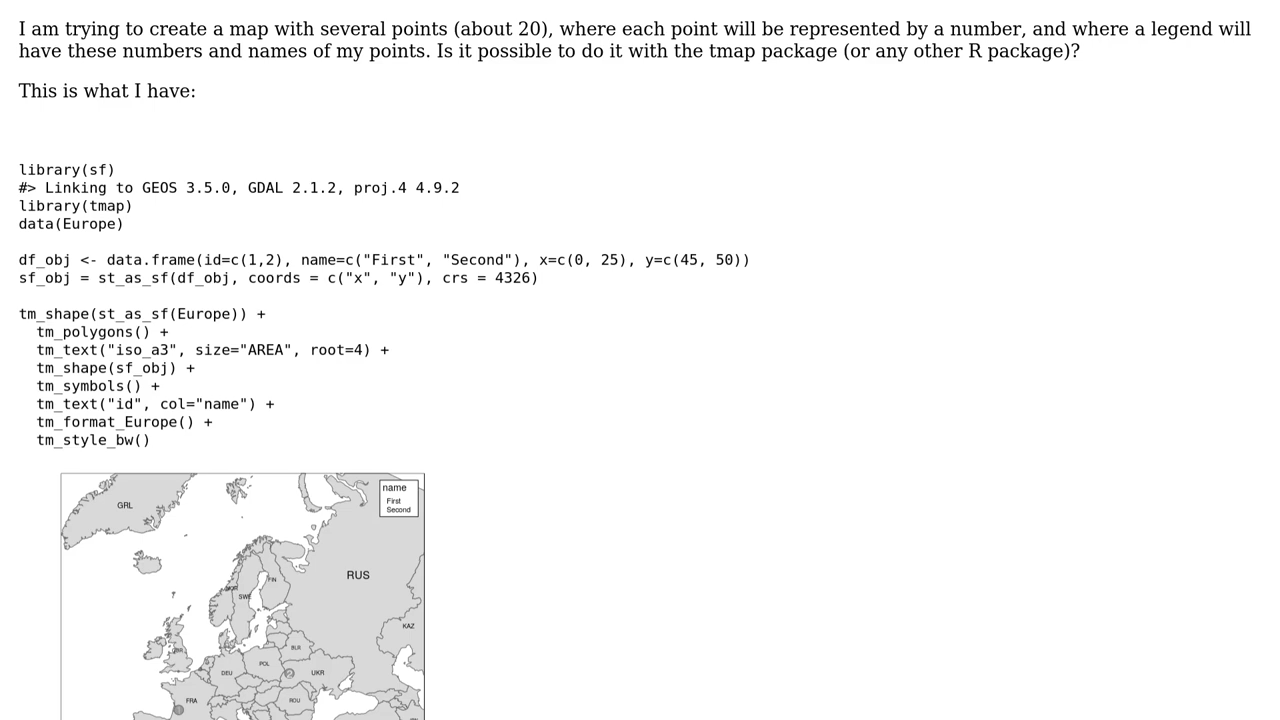 I am trying to create a map with several points (about 20), where each point will be represented by a number, and where a legend will
have these numbers and names of my points. Is it possible to do it with the tmap package (or any other R package)?
This is what I have:
library(sf)
#> Linking to GEOS 3.5.0, GDAL 2.1.2, proj.4 4.9.2
library(tmap)
data(Europe)
df_obj <- data.frame(id=c(1,2), name=c("First", "Second"), x=c(0, 25), y=c(45, 50))
sf_obj = st_as_sf(df_obj, coords = c("x", "y"), crs = 4326)
tm_shape(st_as_sf(Europe)) +
  tm_polygons() +
  tm_text("iso_a3", size="AREA", root=4) +
  tm_shape(sf_obj) +
  tm_symbols() +
  tm_text("id", col="name") +
  tm_format_Europe() +
  tm_style_bw()
name
First
Second
GRL
RUS
FIN
SWE
KAZ
BLR
POL
DEU
2
UKR
FRA
ROU